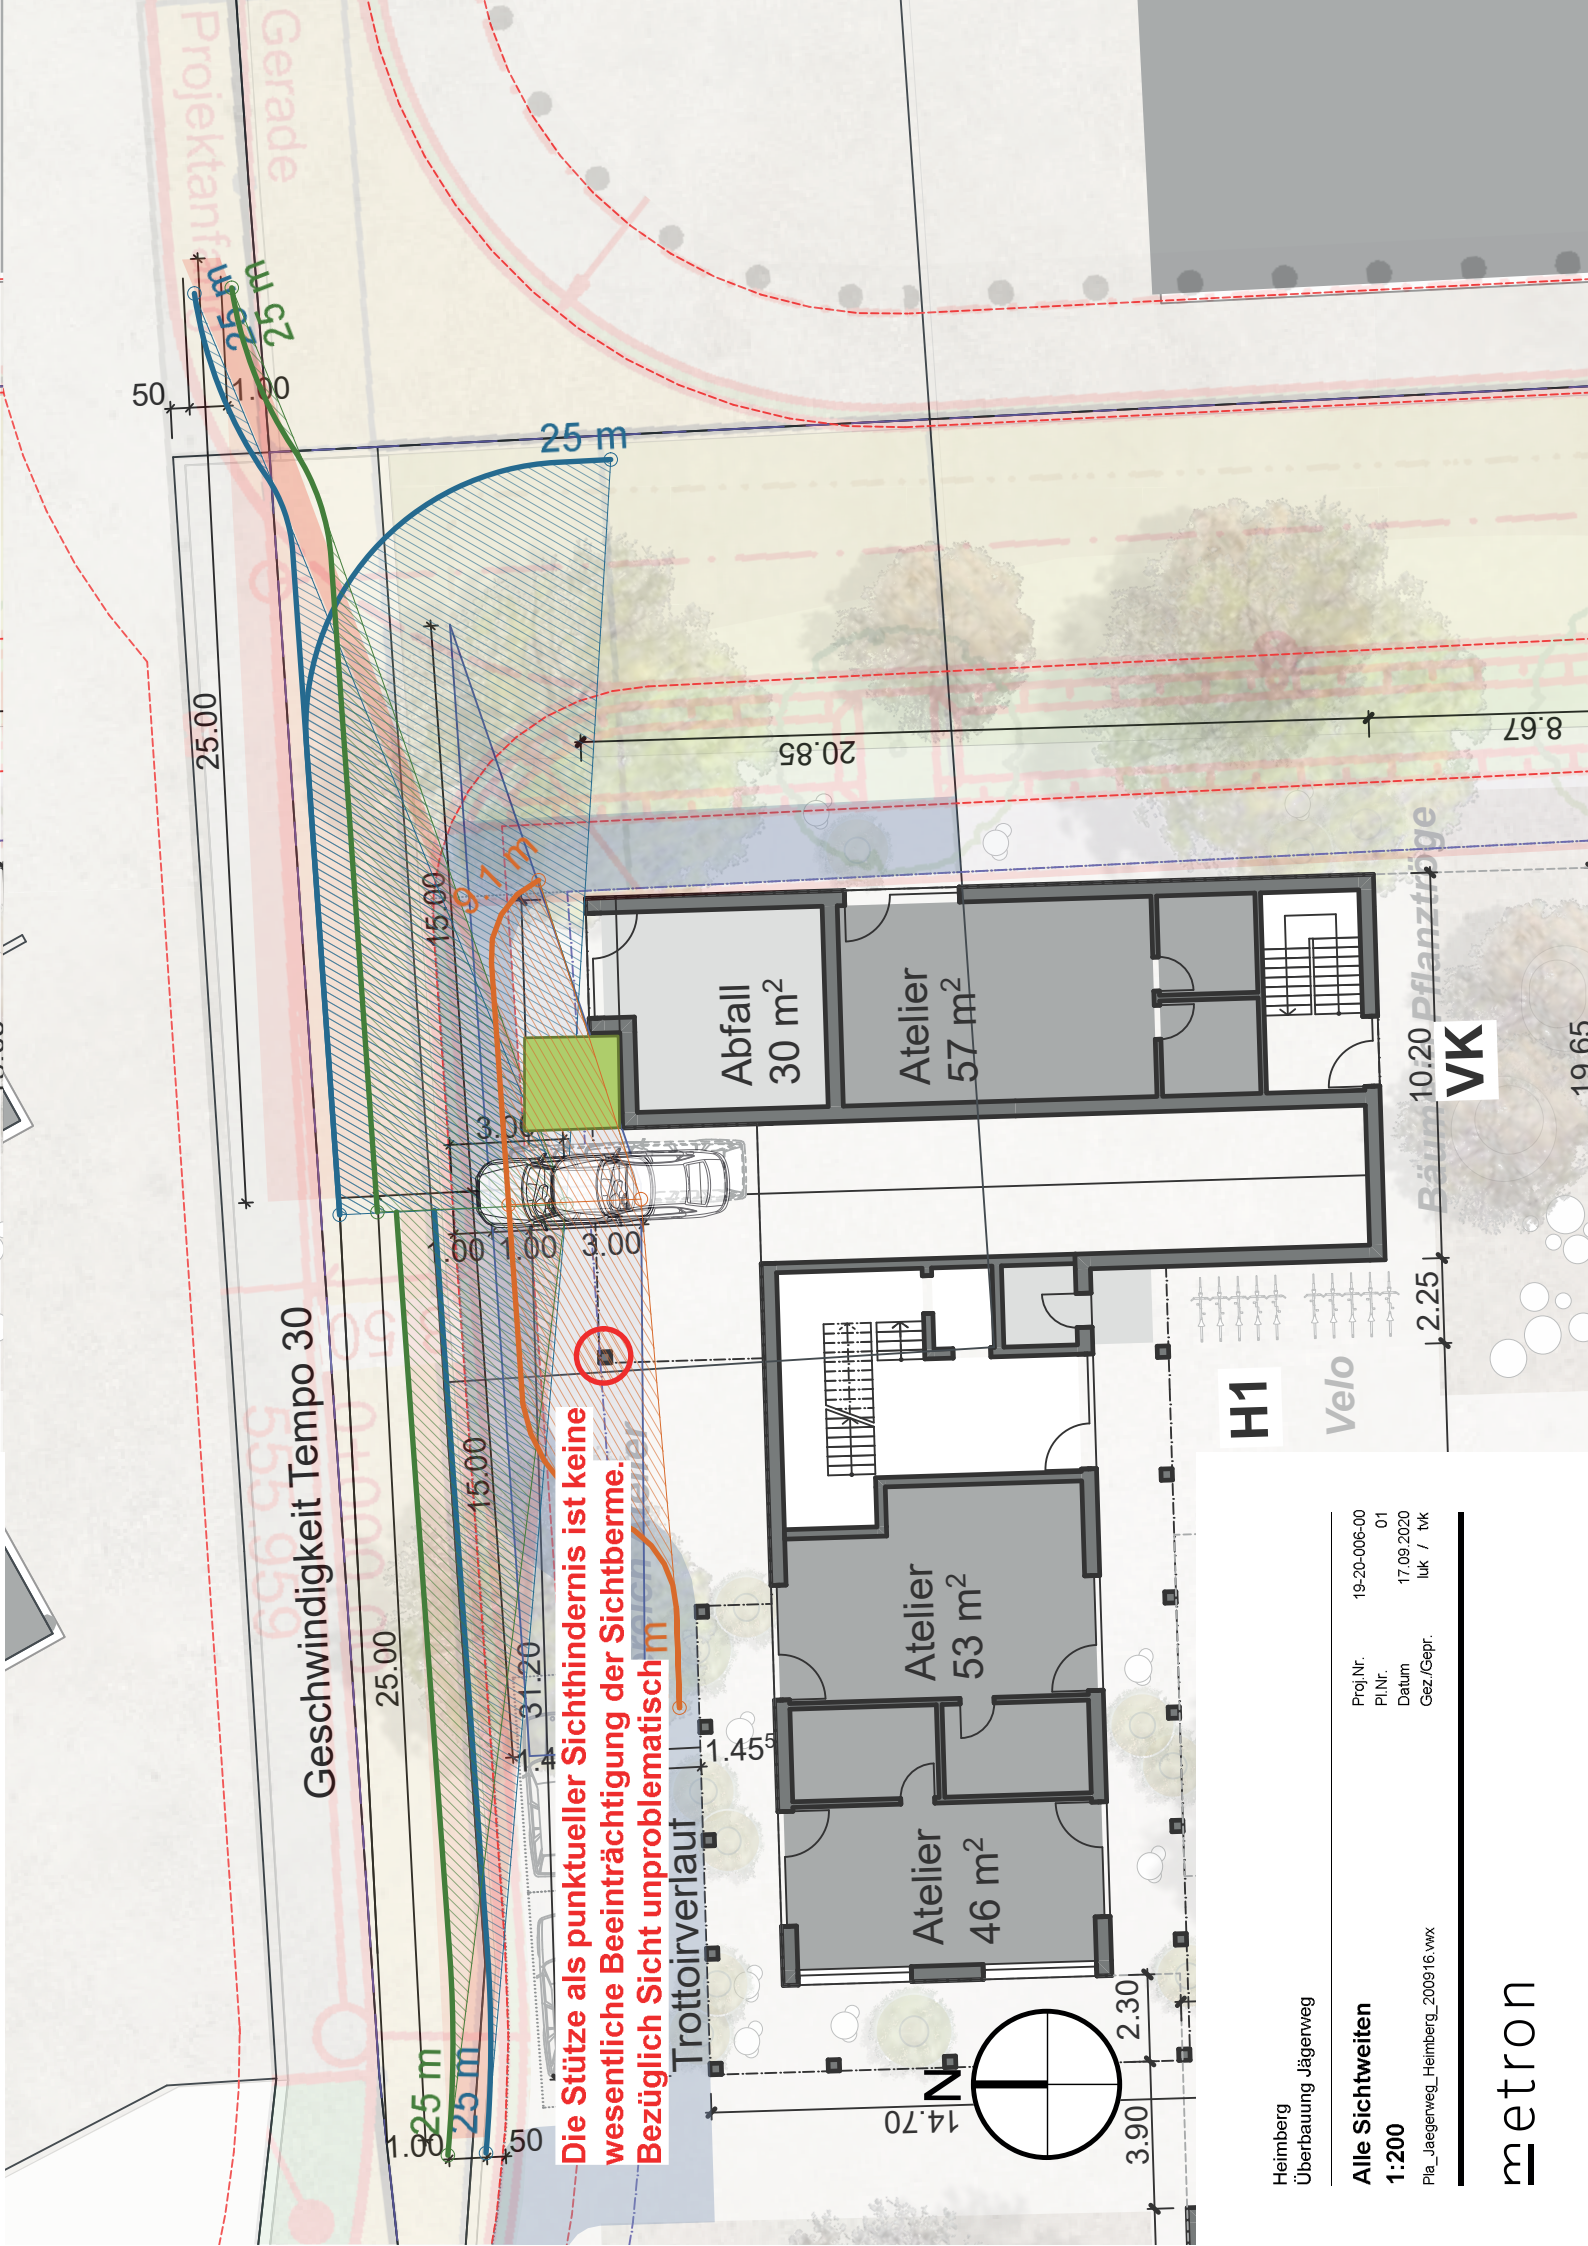 Projektanfa
Gerade
25 m
25 m
50
1.00
25 m
25.00
15.00
9.1 m
20.85
8.67
3.00
1.00
3.00
Abfall
30 m²
Atelier
57 m²
Bäum
Pflanztröge
10.20
VK
19.65
2.25
Geschwindigkeit Tempo 30
25.00
15.00
31.20
Die Stütze als punktueller Sichthindernis ist keine
wesentliche Beeinträchtigung der Sichtberme.
Bezüglich Sicht unproblematisch
m
Trottoirverlauf
1.45⁵
H1
Velo
Atelier
53 m²
Atelier
46 m²
25 m
25 m
1.00
50
N
14.70
2.30
3.90
555.959
Heimberg
Überbauung Jägerweg
Alle Sichtweiten
1:200
Pla_Jaegerweg_Heimberg_200916.vwx
Proj.Nr. 19-20-006-00
Pl.Nr. 01
Datum 17.09.2020
Gez./Gepr. luk / tvk
metron